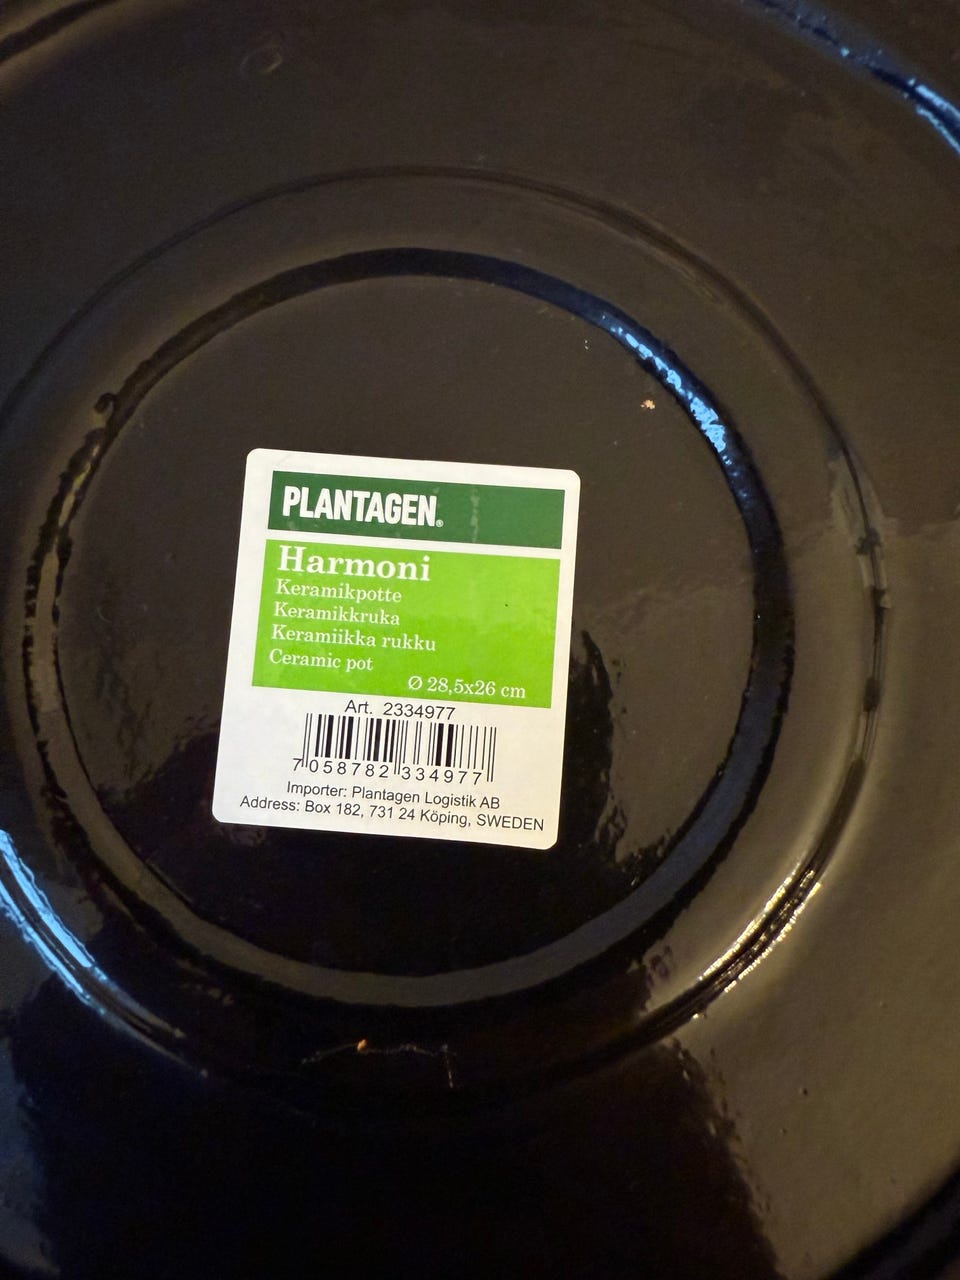 PLANTAGEN®
Harmoni
Keramikpotte
Keramikkruka
Keramiikka rukku
Ceramic pot
Ø 28,5x26 cm
Art. 2334977
7 058782 334977
Importer: Plantagen Logistik AB
Address: Box 182, 731 24 Köping, SWEDEN